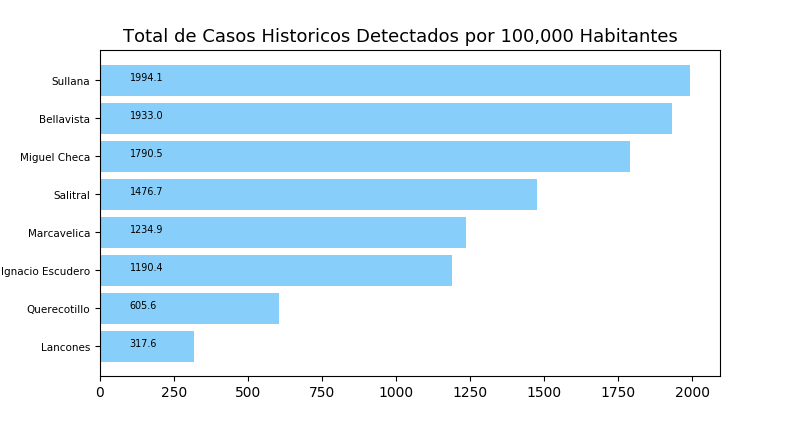 Total de Casos Historicos Detectados por 100,000 Habitantes
Sullana 1994.1
Bellavista 1933.0
Miguel Checa 1790.5
Salitral 1476.7
Marcavelica 1234.9
Ignacio Escudero 1190.4
Querecotillo 605.6
Lancones 317.6
0 250 500 750 1000 1250 1500 1750 2000